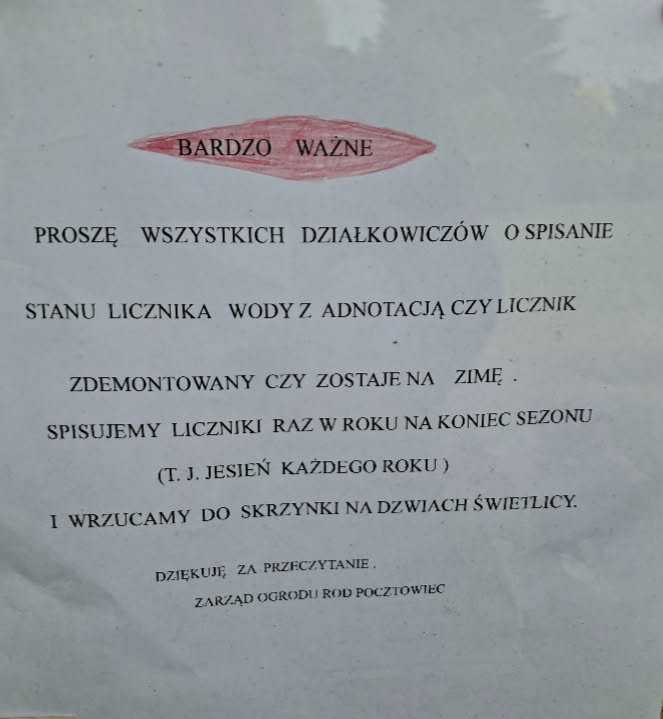 BARDZO WAŻNE
PROSZĘ WSZYSTKICH DZIAŁKOWICZÓW O SPISANIE
STANU LICZNIKA WODY Z ADNOTACJĄ CZY LICZNIK
ZDEMONTOWANY CZY ZOSTAJE NA ZIMĘ .
SPISUJEMY LICZNIKI RAZ W ROKU NA KONIEC SEZONU
(T. J. JESIEŃ KAŻDEGO ROKU )
I WRZUCAMY DO SKRZYNKI NA DZWIACH ŚWIETLICY.
DZIĘKUJĘ ZA PRZECZYTANIE .
ZARZĄD OGRODU ROD POCZTOWIEC